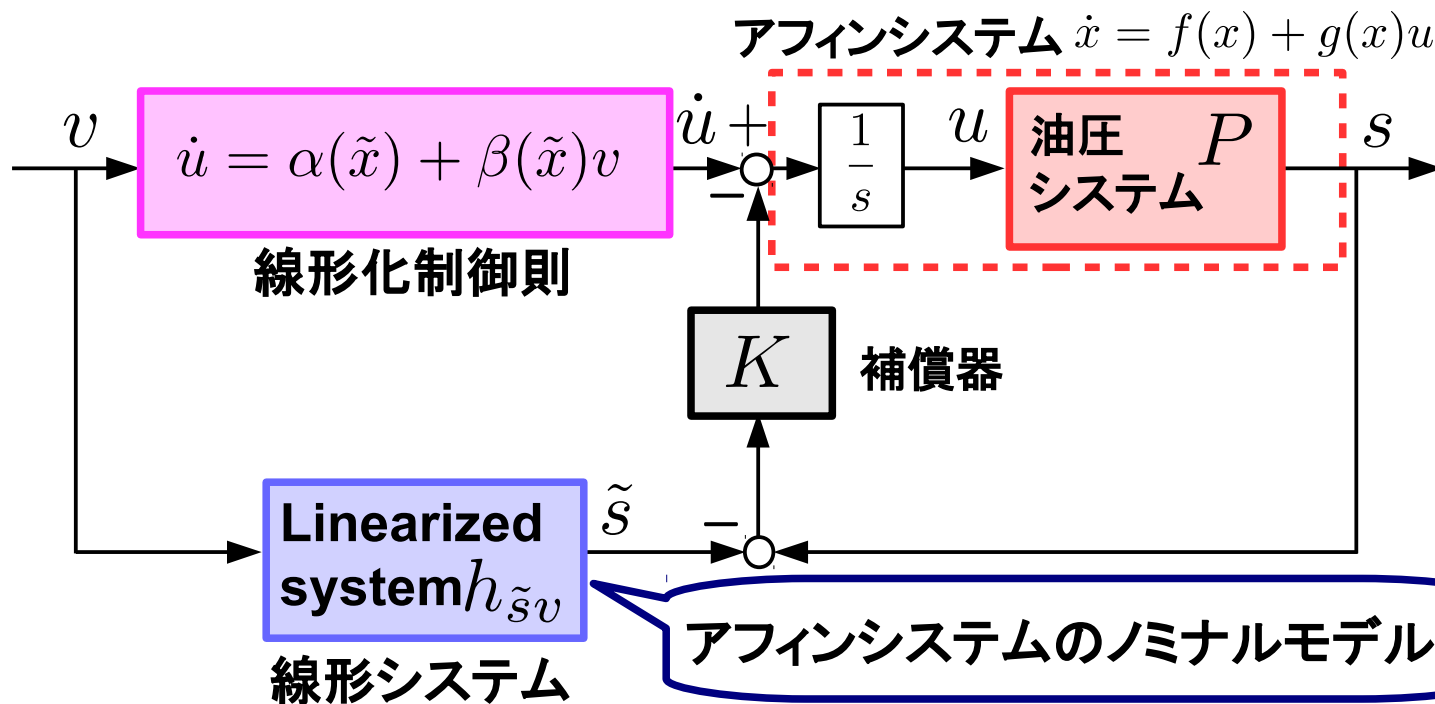 アフィンシステム ẋ = f(x) + g(x)u
v
u̇ = α(x̃) + β(x̃)v
線形化制御則
u̇
+
−
1/s
u
油圧
システム
P
s
K
補償器
Linearized
system h_{s̃v}
線形システム
s̃
−
アフィンシステムのノミナルモデル